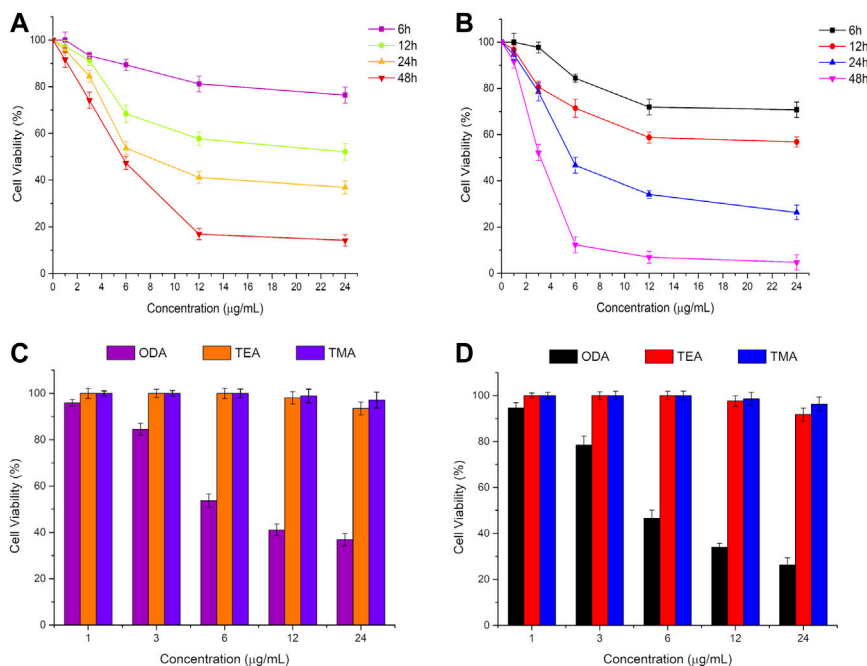 A
6h
12h
24h
48h
100
80
60
40
20
0
Cell Viability (%)
0 2 4 6 8 10 12 14 16 18 20 22 24
Concentration (μg/mL)
B
6h
12h
24h
48h
100
80
60
40
20
0
Cell Viability (%)
0 2 4 6 8 10 12 14 16 18 20 22 24
Concentration (μg/mL)
C
ODA TEA TMA
100
80
60
40
20
0
Cell Viability (%)
1 3 6 12 24
Concentration (μg/mL)
D
ODA TEA TMA
100
80
60
40
20
0
Cell Viability (%)
1 3 6 12 24
Concentration (μg/mL)